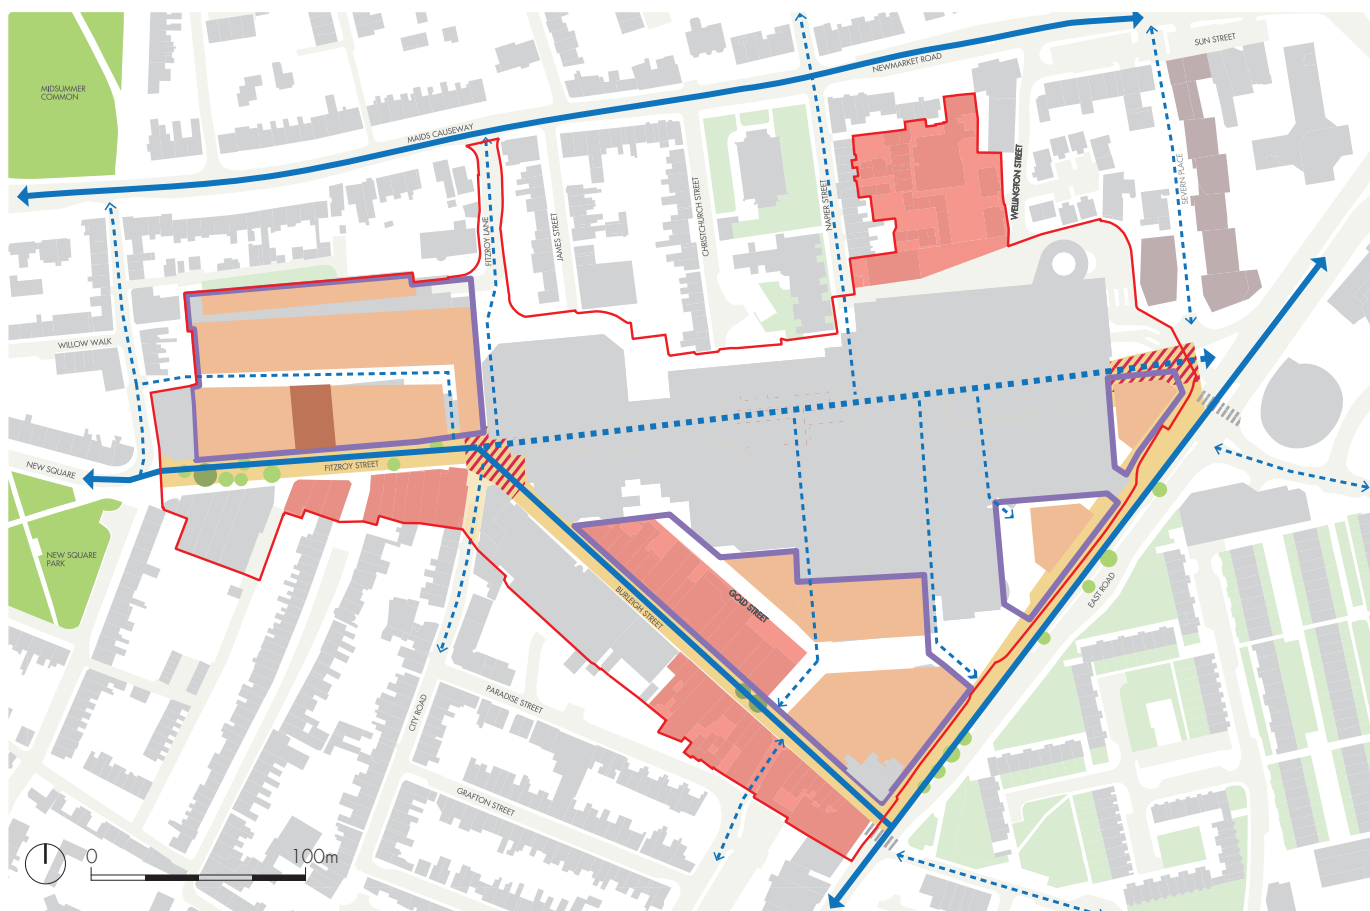 SUN STREET
NEWMARKET ROAD
MIDSUMMER
COMMON
MAIDS CAUSEWAY
WELLINGTON STREET
SEVERN PLACE
CHRISTCHURCH STREET
NAPIER STREET
FITZROY LANE
JAMES STREET
WILLOW WALK
NEW SQUARE
FITZROY STREET
NEW SQUARE
PARK
BURLEIGH STREET
GOLD STREET
EAST ROAD
PARADISE STREET
CITY ROAD
GRAFTON STREET
0 100m